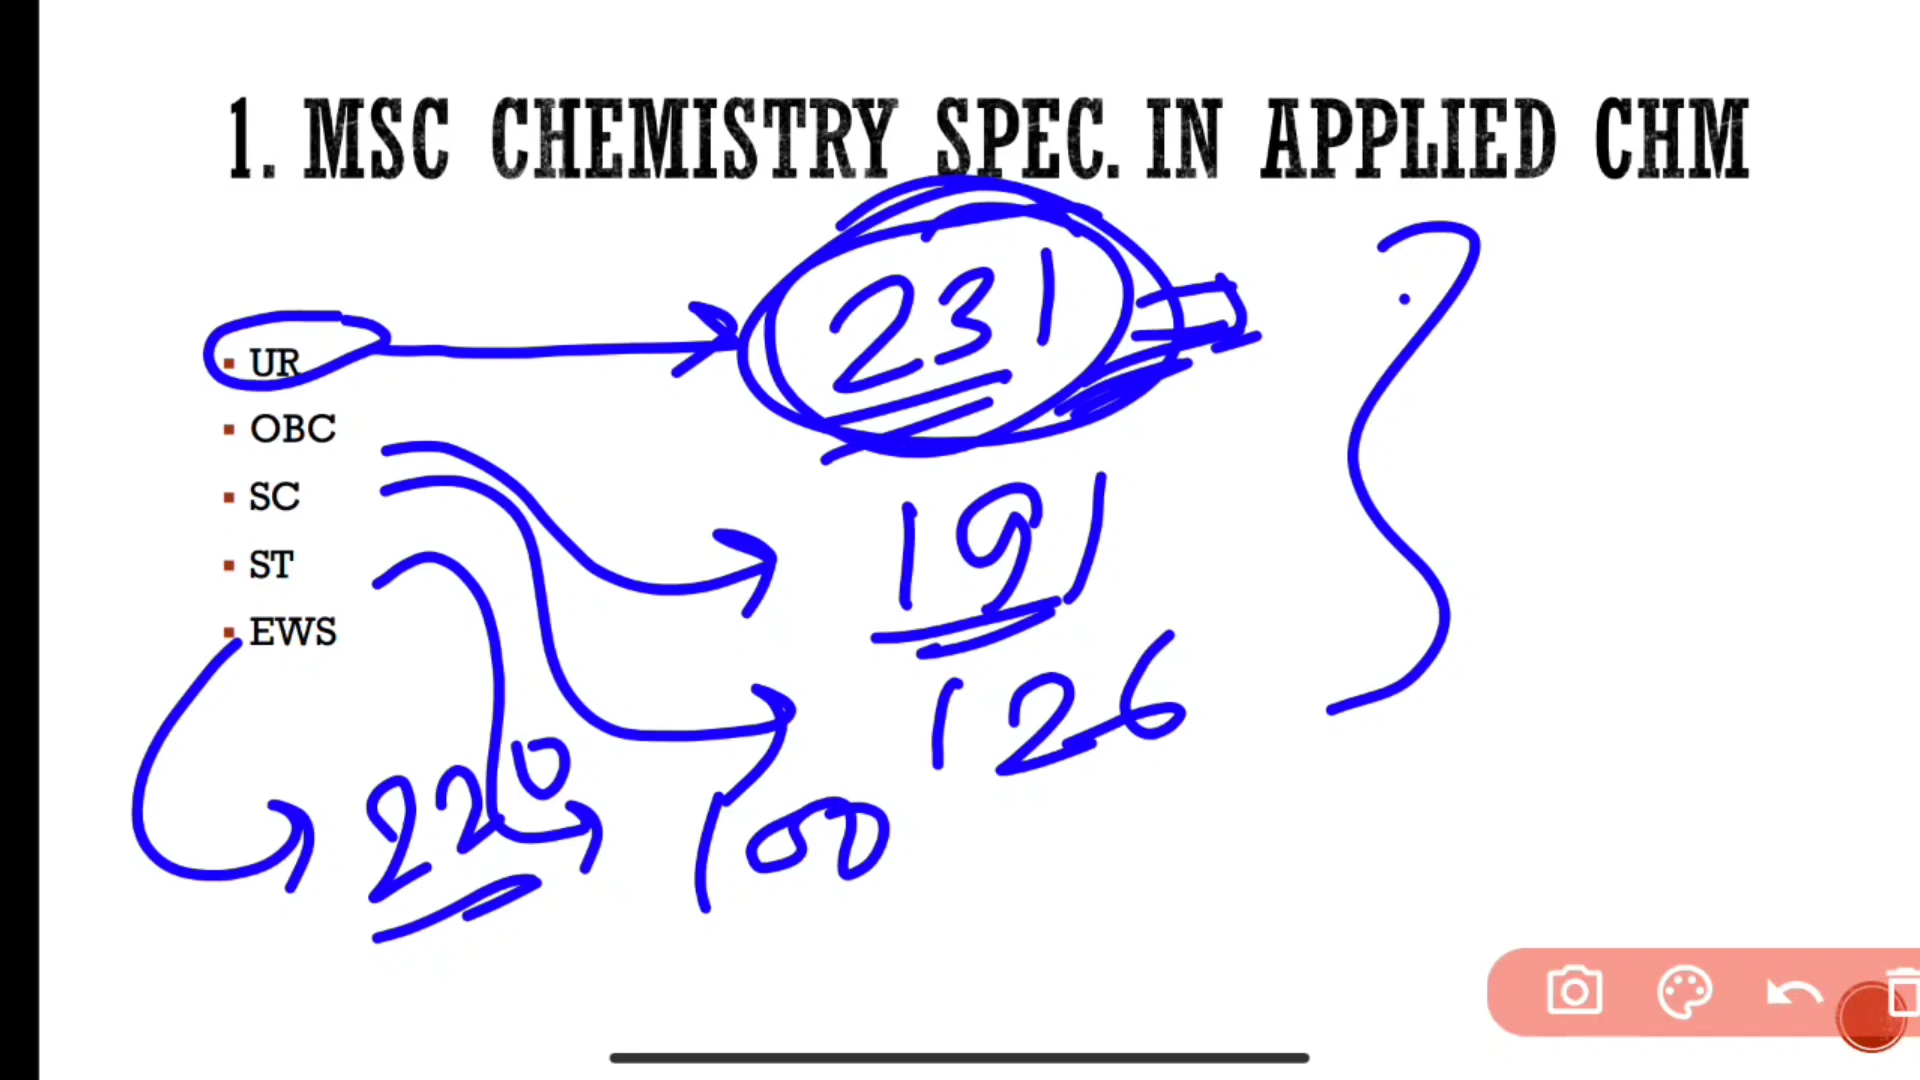 1. MSC CHEMISTRY SPEC. IN APPLIED CHM
UR
231
OBC
191
SC
126
ST
100
EWS
220